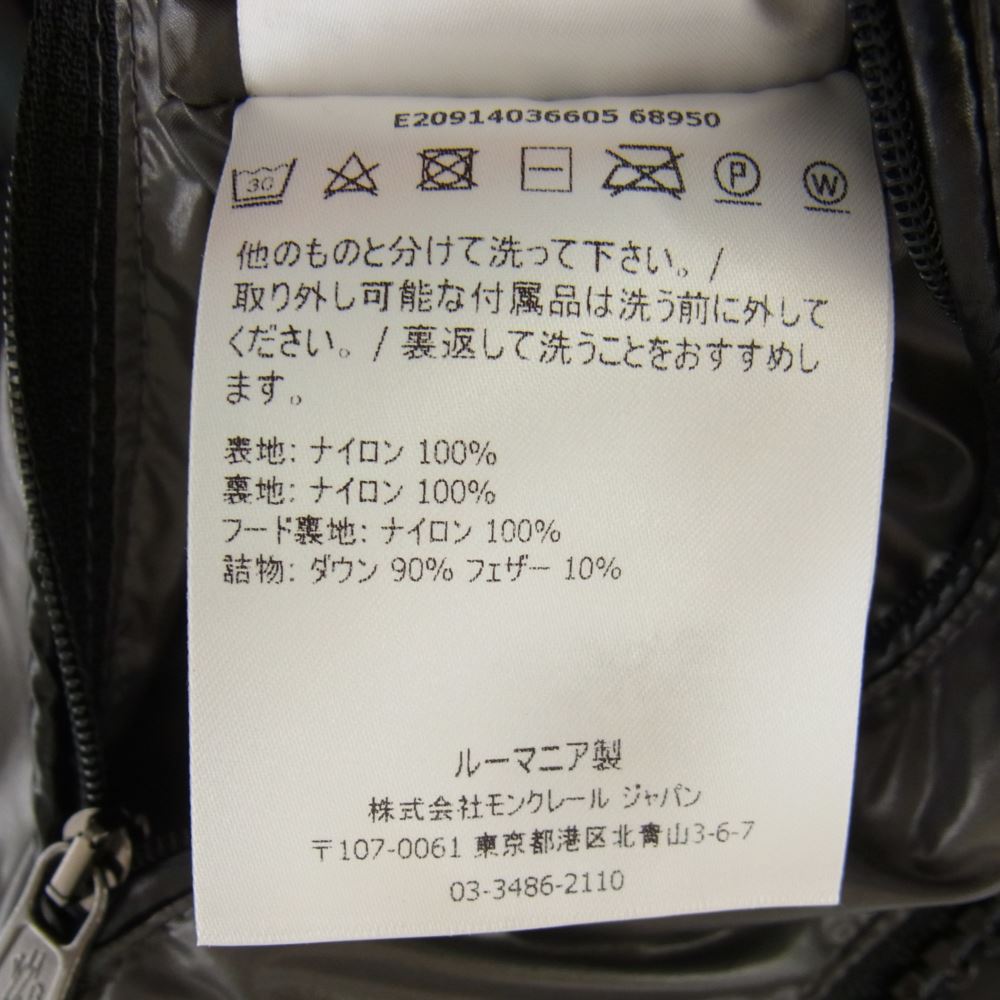 E20914036605 68950
30 P W
他のものと分けて洗って下さい。/
取り外し可能な付属品は洗う前に外して
ください。/ 裏返して洗うことをおすすめし
ます。
表地: ナイロン 100%
裏地: ナイロン 100%
フード裏地: ナイロン 100%
詰物: ダウン 90% フェザー 10%
ルーマニア製
株式会社モンクレール ジャパン
〒107-0061 東京都港区北青山3-6-7
03-3486-2110